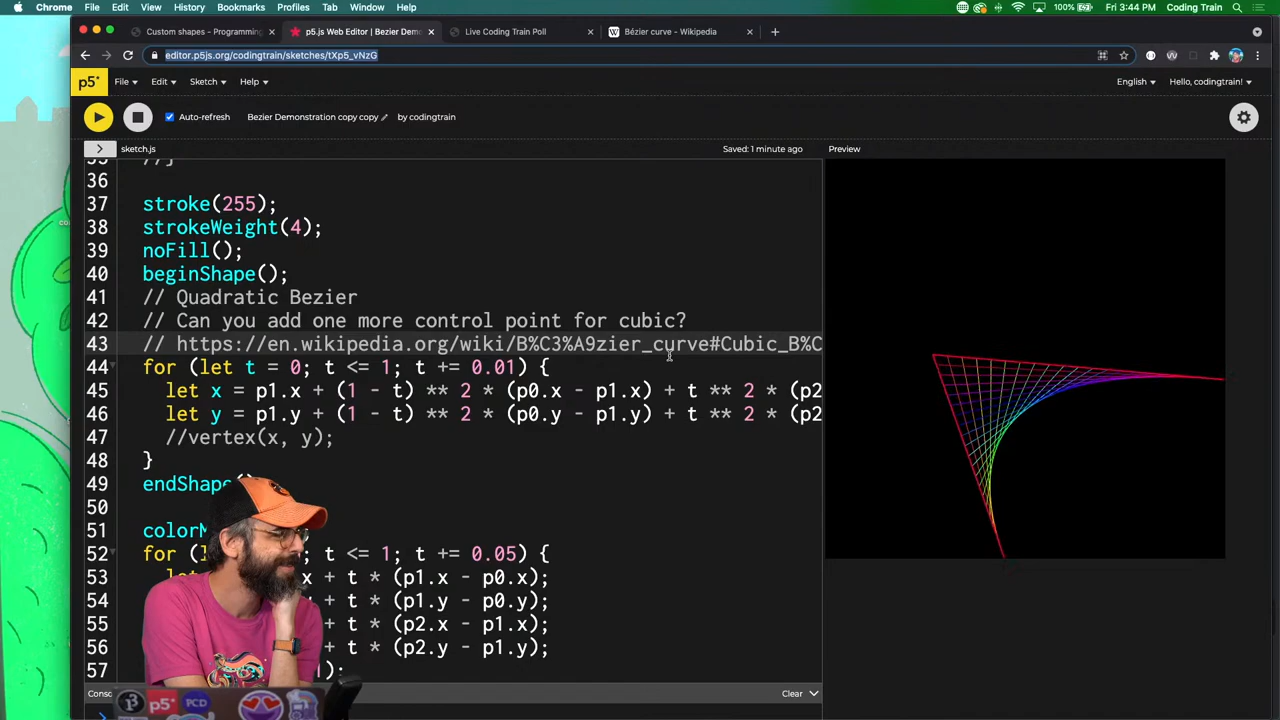 Chrome File Edit View History Bookmarks Profiles Tab Window Help 100% Fri 3:44 PM Coding Train
Custom shapes - Programming
p5.js Web Editor | Bezier Demo
Live Coding Train Poll
Bézier curve - Wikipedia
editor.p5js.org/codingtrain/sketches/tXp5_vNzG
p5* File Edit Sketch Help English Hello, codingtrain!
Auto-refresh Bezier Demonstration copy copy by codingtrain
sketch.js Saved: 1 minute ago Preview
36
37 stroke(255);
38 strokeWeight(4);
39 noFill();
40 beginShape();
41 // Quadratic Bezier
42 // Can you add one more control point for cubic?
43 // https://en.wikipedia.org/wiki/B%C3%A9zier_curve#Cubic_B%C
44 for (let t = 0; t <= 1; t += 0.01) {
45 let x = p1.x + (1 - t) ** 2 * (p0.x - p1.x) + t ** 2 * (p2
46 let y = p1.y + (1 - t) ** 2 * (p0.y - p1.y) + t ** 2 * (p2
47 //vertex(x, y);
48 }
49 endShape
50
51 colorM
52 for (l ; t <= 1; t += 0.05) {
53 x + t * (p1.x - p0.x);
54 .y + t * (p1.y - p0.y);
55 .x + t * (p2.x - p1.x);
56 .y + t * (p2.y - p1.y);
57 );
Conso Clear
p5* PCD